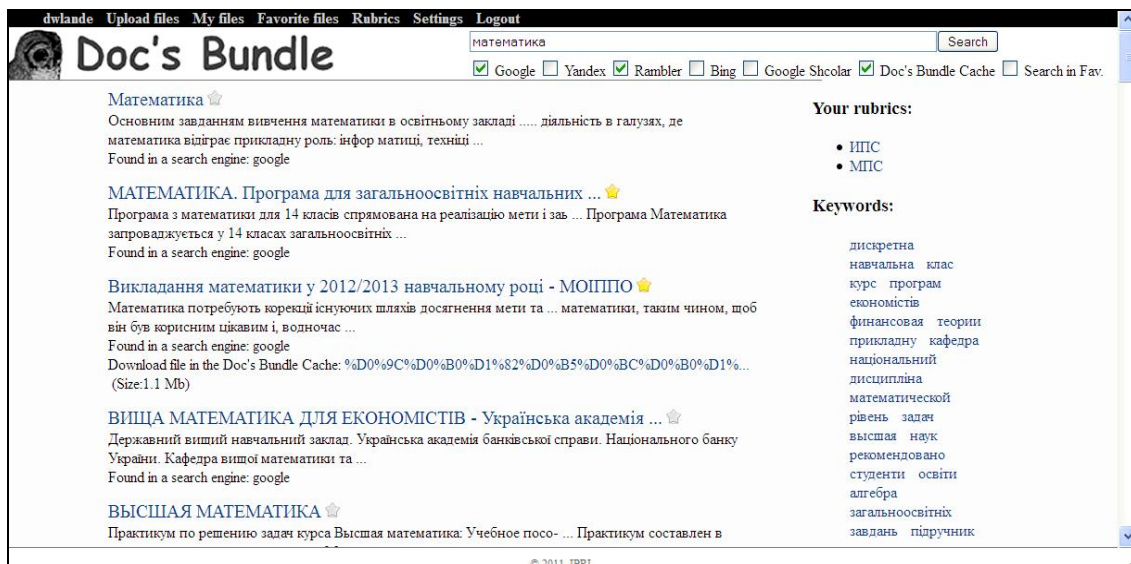 dwlande Upload files My files Favorite files Rubrics Settings Logout
Doc's Bundle
математика
Search
Google Yandex Rambler Bing Google Shcolar Doc's Bundle Cache Search in Fav.
Математика
Основним завданням вивчення математики в освітньому закладі ..... діяльність в галузях, де
математика відіграє прикладну роль: інфор матиці, техніці ...
Found in a search engine: google
МАТЕМАТИКА. Програма для загальноосвітніх навчальних ...
Програма з математики для 14 класів спрямована на реалізацію мети і зав ... Програма Математика
запроваджується у 14 класах загальноосвітніх ...
Found in a search engine: google
Викладання математики у 2012/2013 навчальному році - МОІППО
Математика потребують корекції існуючих шляхів досягнення мети та ... математики, таким чином, щоб
він був корисним цікавим і, водночас ...
Found in a search engine: google
Download file in the Doc's Bundle Cache: %D0%9C%D0%B0%D1%82%D0%B5%D0%BC%D0%B0%D1%...
(Size:1.1 Mb)
ВИЩА МАТЕМАТИКА ДЛЯ ЕКОНОМІСТІВ - Українська академія ...
Державний вищий навчальний заклад. Українська академія банківської справи. Національного банку
України. Кафедра вищої математики та ...
Found in a search engine: google
ВЫСШАЯ МАТЕМАТИКА
Практикум по решению задач курса Высшая математика: Учебное посо- ... Практикум составлен в
Your rubrics:
ИПС
МПС
Keywords:
дискретна
навчальна клас
курс програм
економістів
финансовая теории
прикладну кафедра
національний
дисципліна
математической
рівень задач
высшая наук
рекомендовано
студенти освіти
алгебра
загальноосвітніх
завдань підручник